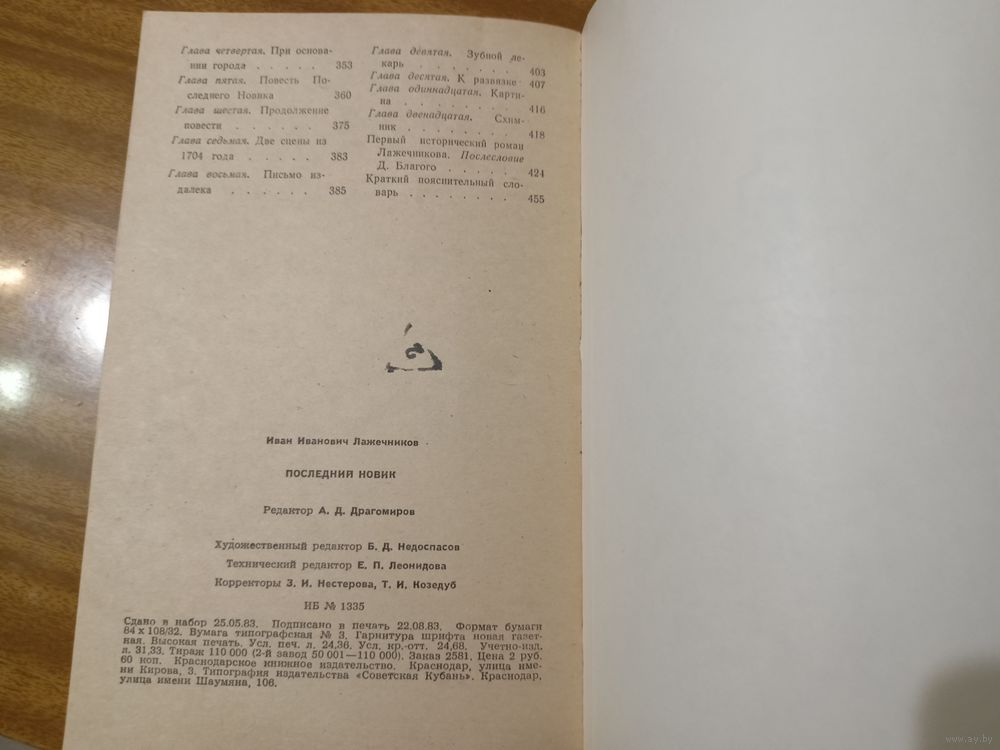 Глава четвертая. При основа-
нии города . . . . . 353
Глава пятая. Повесть По-
следнего Новика 360
Глава шестая. Продолжение
повести . . . . . . 375
Глава седьмая. Две сцены из
1704 года . . . . . 383
Глава восьмая. Письмо из-
далека . . . . . . 385
Глава девятая. Зубной ле-
карь . . . . . . . 403
Глава десятая. К развязке 407
Глава одиннадцатая. Карти-
на . . . . . . . 416
Глава двенадцатая. Схим-
ник . . . . . . . 418
Первый исторический роман
Лажечникова. Послесловие
Д. Благого . . . . . 424
Краткий пояснительный сло-
варь . . . . . . . . 455
Иван Иванович Лажечников
ПОСЛЕДНИЙ НОВИК
Редактор А. Д. Драгомиров
Художественный редактор Б. Д. Недоспасов
Технический редактор Е. П. Леонидова
Корректоры З. И. Нестерова, Т. И. Козедуб
ИБ № 1335
Сдано в набор 25.05.83. Подписано в печать 22.08.83. Формат бумаги
84 x 108/32. Бумага типографская № 3. Гарнитура шрифта новая газет-
ная. Высокая печать. Усл. печ. л. 24,36. Усл. кр.-отт. 24,68. Учетно-изд.
л. 31,33. Тираж 110 000 (2-й завод 50 001—110 000). Заказ 2581. Цена 2 руб.
60 коп. Краснодарское книжное издательство. Краснодар, улица име-
ни Кирова, 3. Типография издательства «Советская Кубань». Краснодар,
улица имени Шаумяна, 106.
www.ay.by